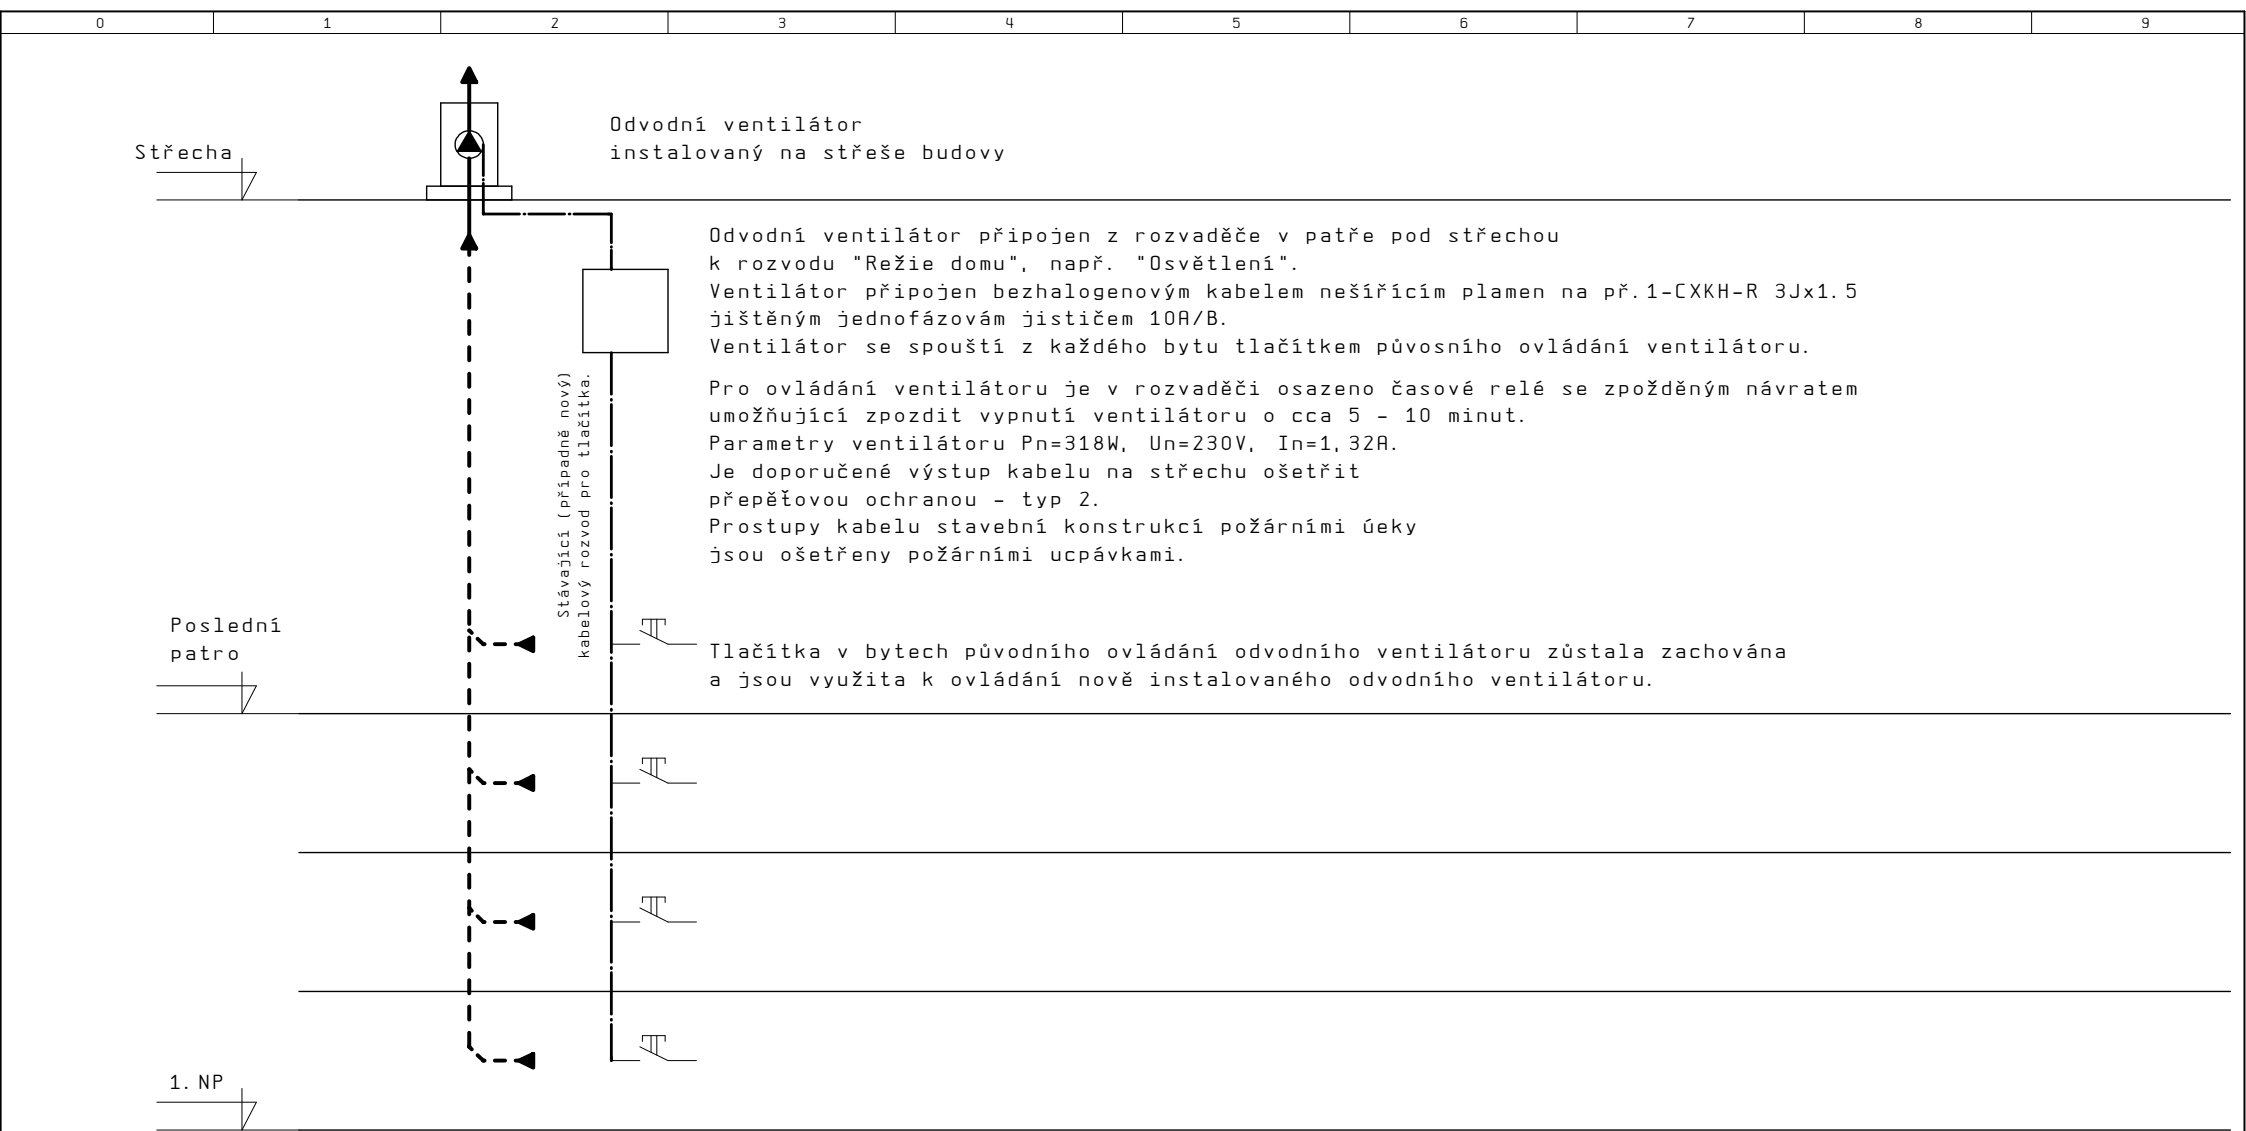 0 1 2 3 4 5 6 7 8 9
Odvodní ventilátor
instalovaný na střeše budovy
Střecha
Odvodní ventilátor připojen z rozvaděče v patře pod střechou
k rozvodu "Režie domu", např. "Osvětlení".
Ventilátor připojen bezhalogenovým kabelem nešířícím plamen na př.1-CXKH-R 3Jx1.5
jištěným jednofázovám jističem 10A/B.
Ventilátor se spouští z každého bytu tlačítkem původsního ovládání ventilátoru.
Pro ovládání ventilátoru je v rozvaděči osazeno časové relé se zpožděným návratem
umožňující zpozdit vypnutí ventilátoru o cca 5 - 10 minut.
Parametry ventilátoru Pn=318W, Un=230V, In=1,32A.
Je doporučené výstup kabelu na střechu ošetřit
přepěťovou ochranou - typ 2.
Prostupy kabelu stavební konstrukcí požárními úeky
jsou ošetřeny požárními ucpávkami.
Stávající (případně nový)
kabelový rozvod pro tlačítka.
Poslední
patro
Tlačítka v bytech původního ovládání odvodního ventilátoru zůstala zachována
a jsou využita k ovládání nově instalovaného odvodního ventilátoru.
1. NP